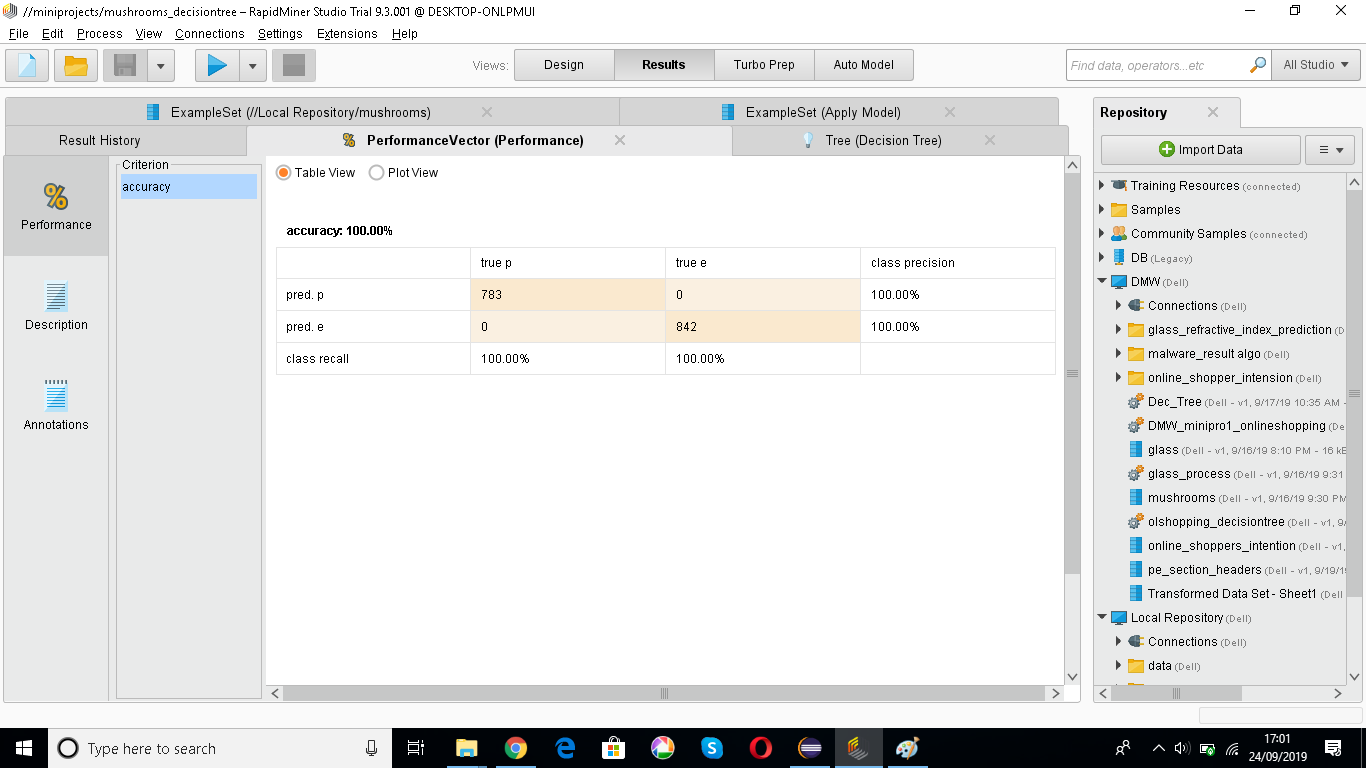 //miniprojects/mushrooms_decisiontree – RapidMiner Studio Trial 9.3.001 @ DESKTOP-ONLPMUI
File Edit Process View Connections Settings Extensions Help
Views: Design Results Turbo Prep Auto Model Find data, operators...etc All Studio
ExampleSet (//Local Repository/mushrooms) ExampleSet (Apply Model)
Result History PerformanceVector (Performance) Tree (Decision Tree)
Performance
Description
Annotations
Criterion
accuracy
Table View Plot View
accuracy: 100.00%
true p true e class precision
pred. p 783 0 100.00%
pred. e 0 842 100.00%
class recall 100.00% 100.00%
Repository
Import Data
Training Resources (connected)
Samples
Community Samples (connected)
DB (Legacy)
DMW (Dell)
Connections (Dell)
glass_refractive_index_prediction (D
malware_result algo (Dell)
online_shopper_intension (Dell)
Dec_Tree (Dell - v1, 9/17/19 10:35 AM -
DMW_minipro1_onlineshopping (De
glass (Dell - v1, 9/16/19 8:10 PM - 16 kB
glass_process (Dell - v1, 9/16/19 9:31
mushrooms (Dell - v1, 9/16/19 9:30 PM
olshopping_decisiontree (Dell - v1, 9/
online_shoppers_intention (Dell - v1,
pe_section_headers (Dell - v1, 9/19/1
Transformed Data Set - Sheet1 (Dell
Local Repository (Dell)
Connections (Dell)
data (Dell)
Type here to search
17:01
24/09/2019